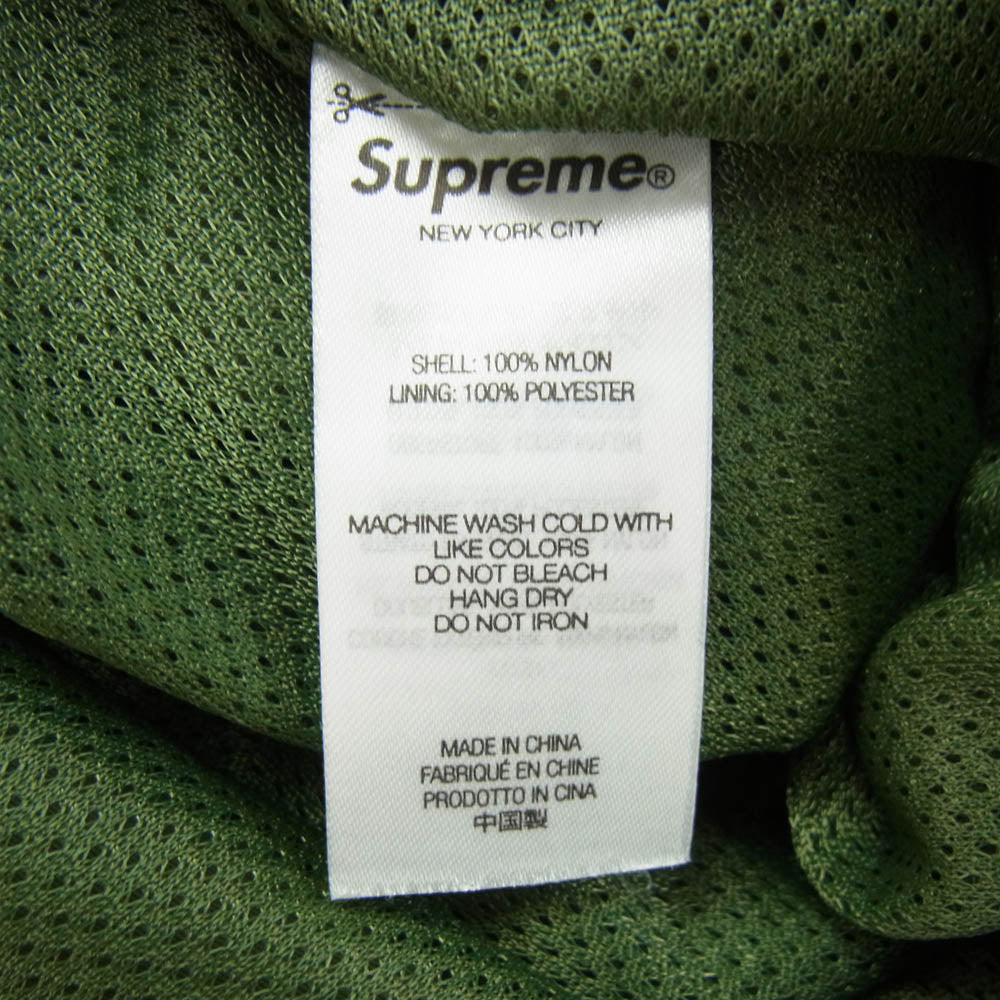 Supreme®
NEW YORK CITY
SHELL: 100% NYLON
LINING: 100% POLYESTER
MACHINE WASH COLD WITH
LIKE COLORS
DO NOT BLEACH
HANG DRY
DO NOT IRON
MADE IN CHINA
FABRIQUÉ EN CHINE
PRODOTTO IN CINA
中国製